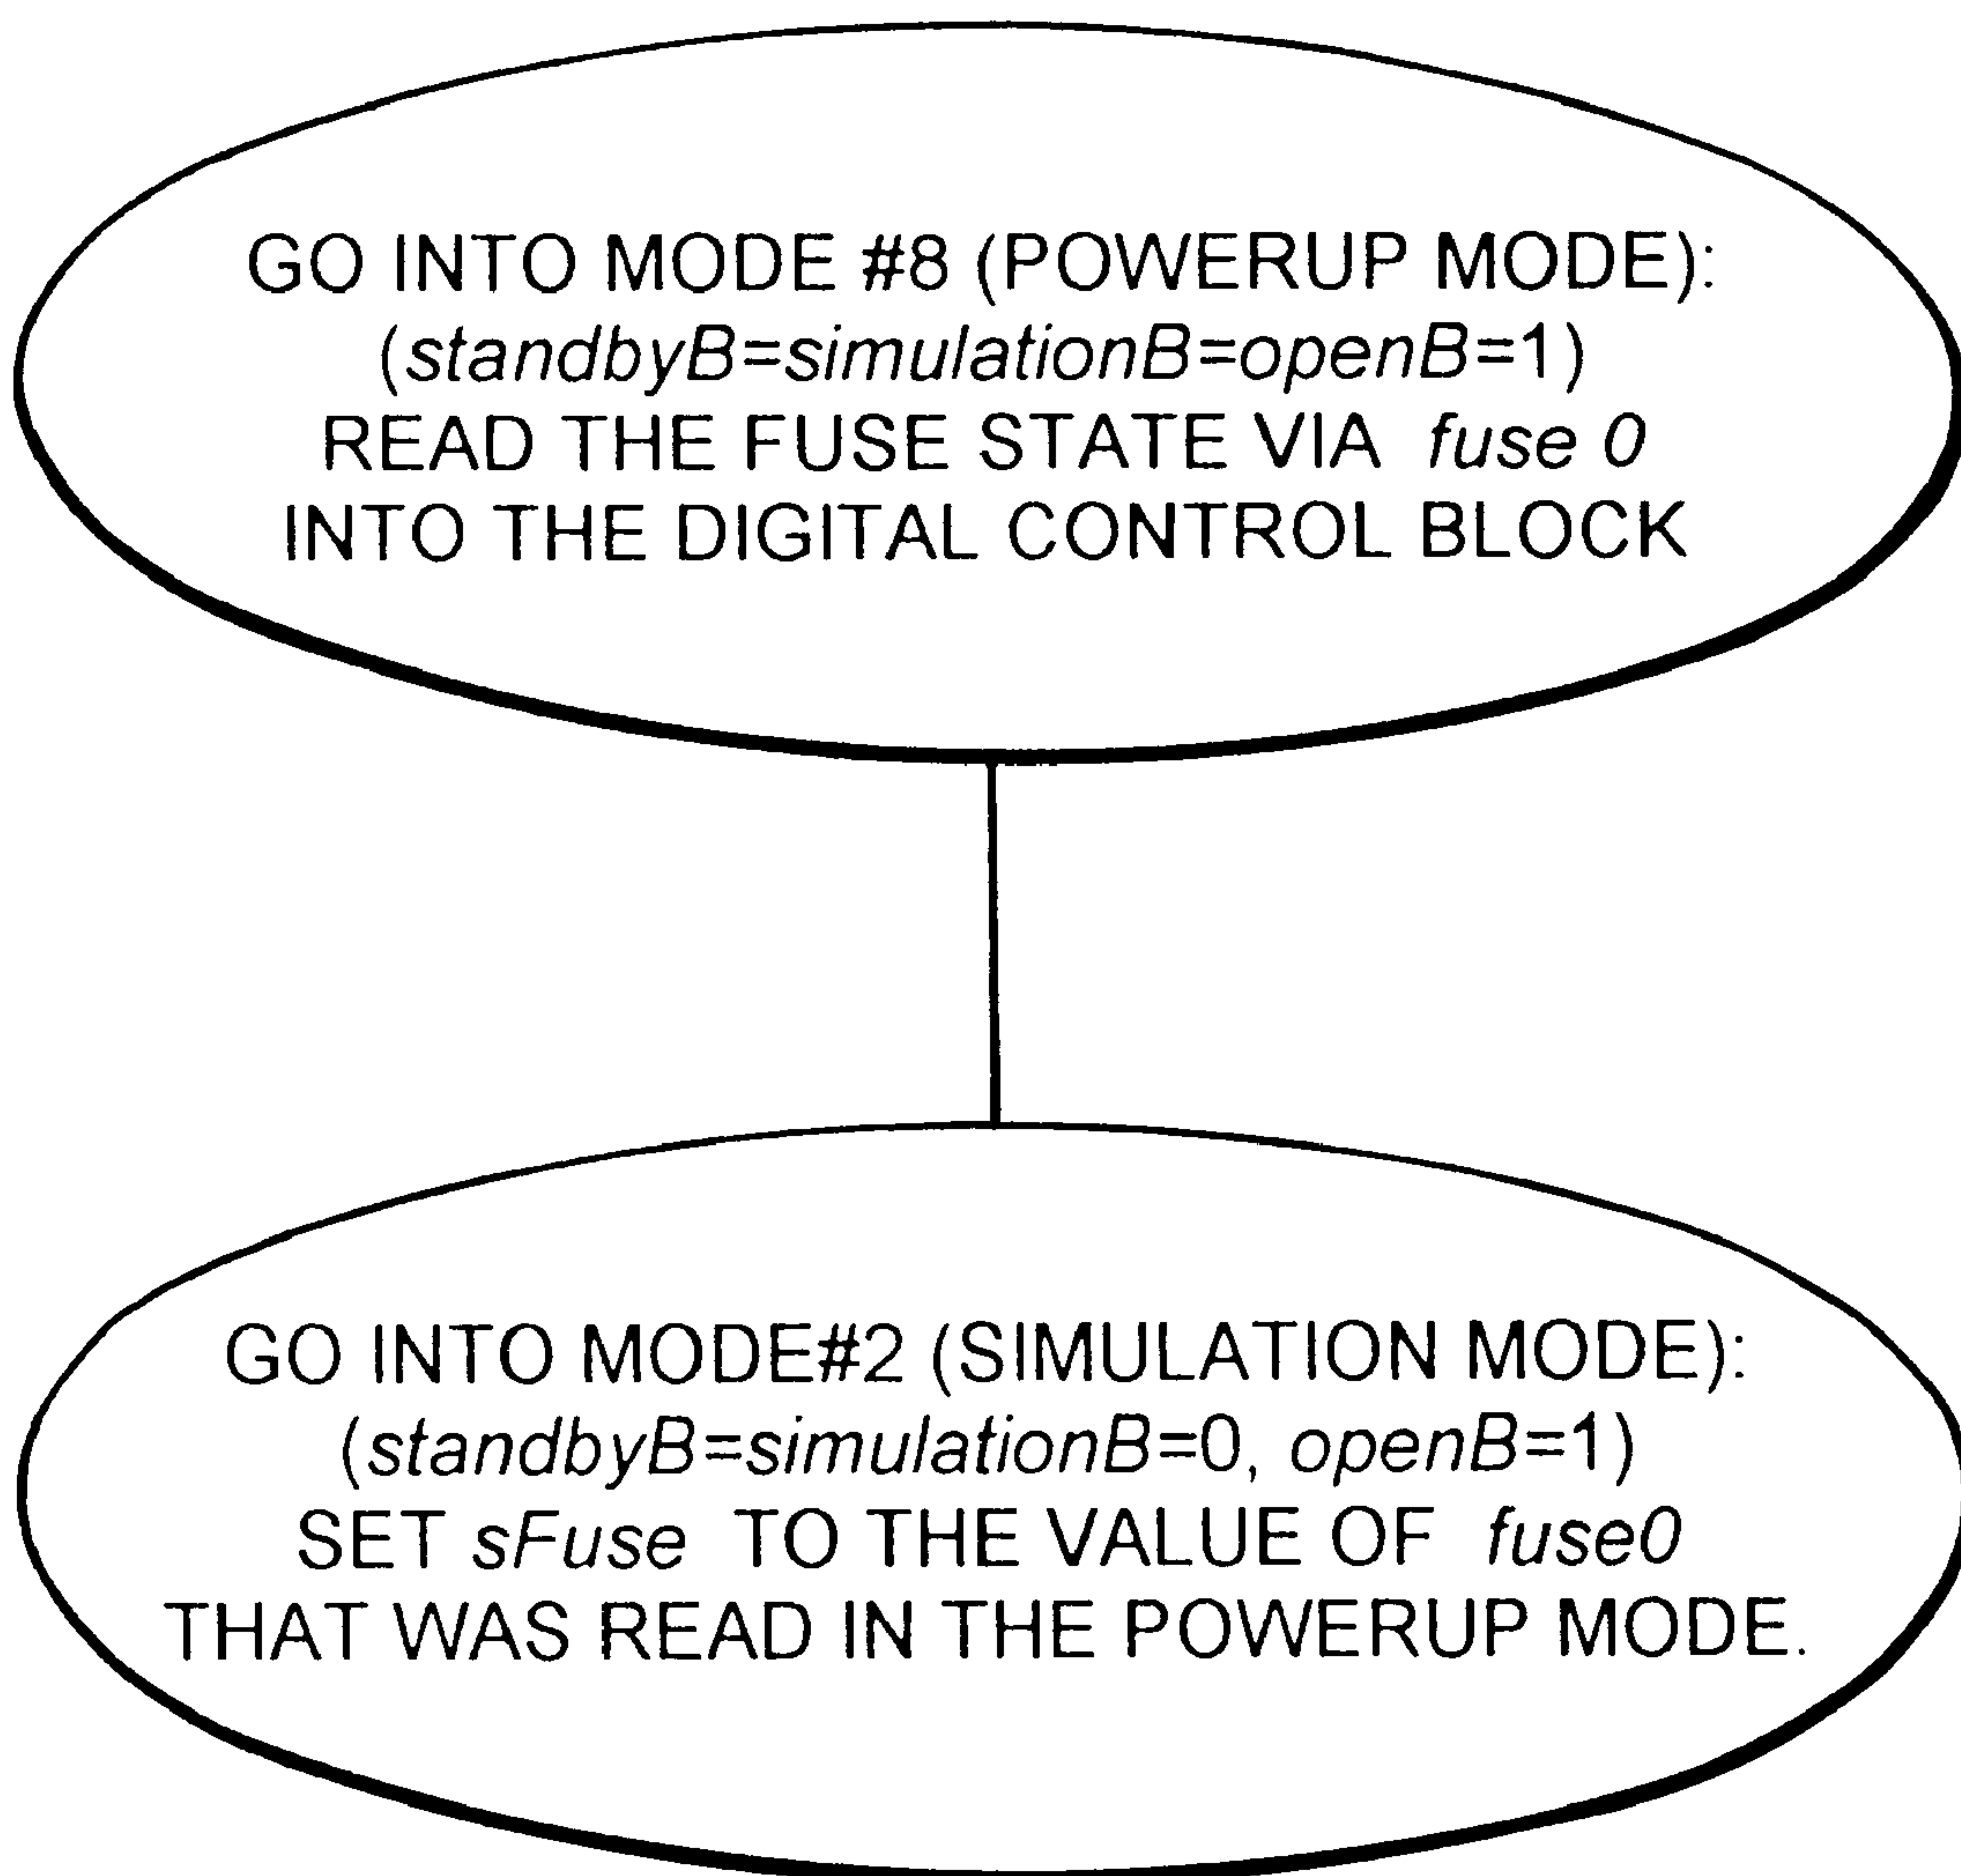 GO INTO MODE #8 (POWERUP MODE):
(standbyB=simulationB=openB=1)
READ THE FUSE STATE VIA fuse 0
INTO THE DIGITAL CONTROL BLOCK
GO INTO MODE#2 (SIMULATION MODE):
(standbyB=simulationB=0, openB=1)
SET sFuse TO THE VALUE OF fuse0
THAT WAS READ IN THE POWERUP MODE.